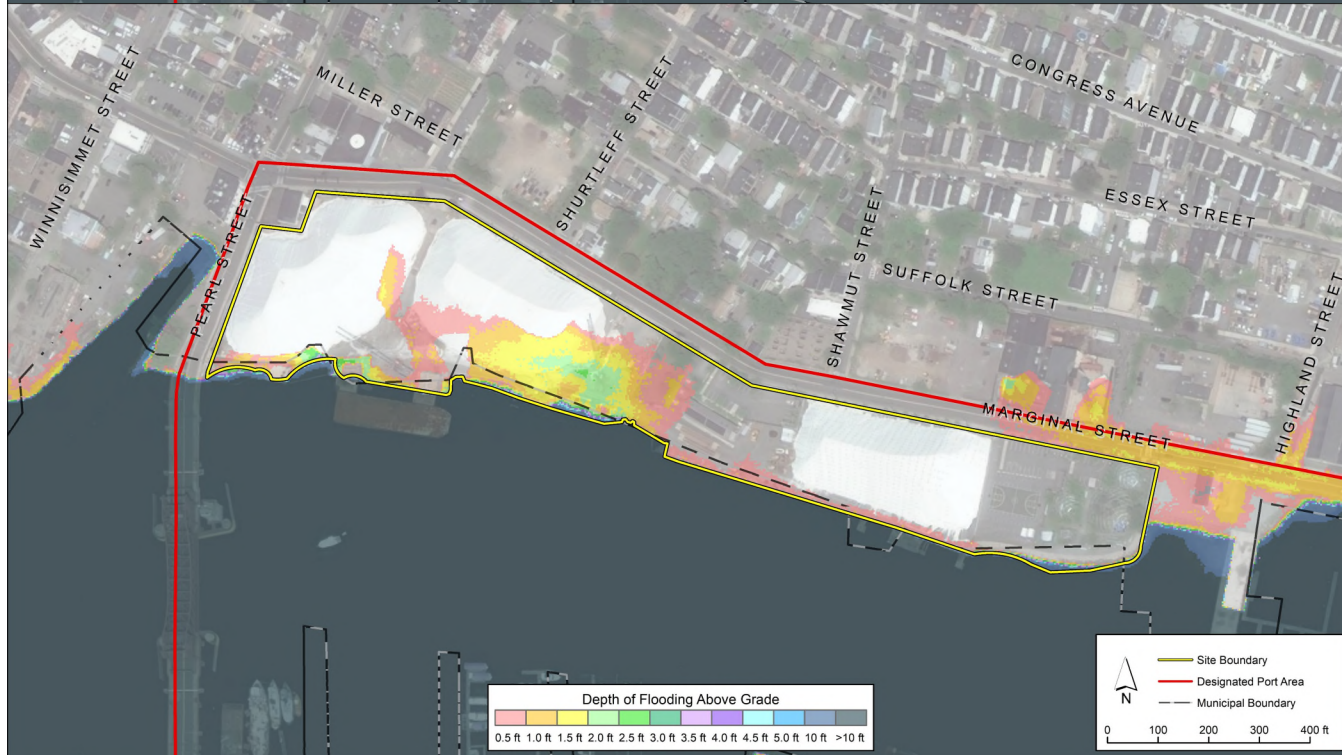 WINNISIMMET STREET
MILLER STREET
PEARL STREET
SHURTLEFF STREET
SHAWMUT STREET
CONGRESS AVENUE
ESSEX STREET
SUFFOLK STREET
MARGINAL STREET
HIGHLAND STREET
Depth of Flooding Above Grade
0.5 ft 1.0 ft 1.5 ft 2.0 ft 2.5 ft 3.0 ft 3.5 ft 4.0 ft 4.5 ft 5.0 ft 10 ft >10 ft
N
Site Boundary
Designated Port Area
Municipal Boundary
0 100 200 300 400 ft